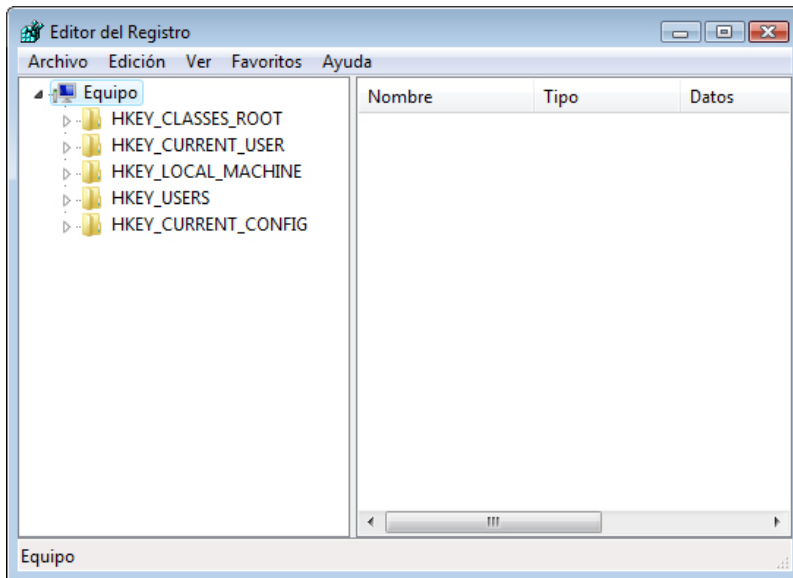 Editor del Registro
Archivo Edición Ver Favoritos Ayuda
Equipo
HKEY_CLASSES_ROOT
HKEY_CURRENT_USER
HKEY_LOCAL_MACHINE
HKEY_USERS
HKEY_CURRENT_CONFIG
Nombre Tipo Datos
Equipo